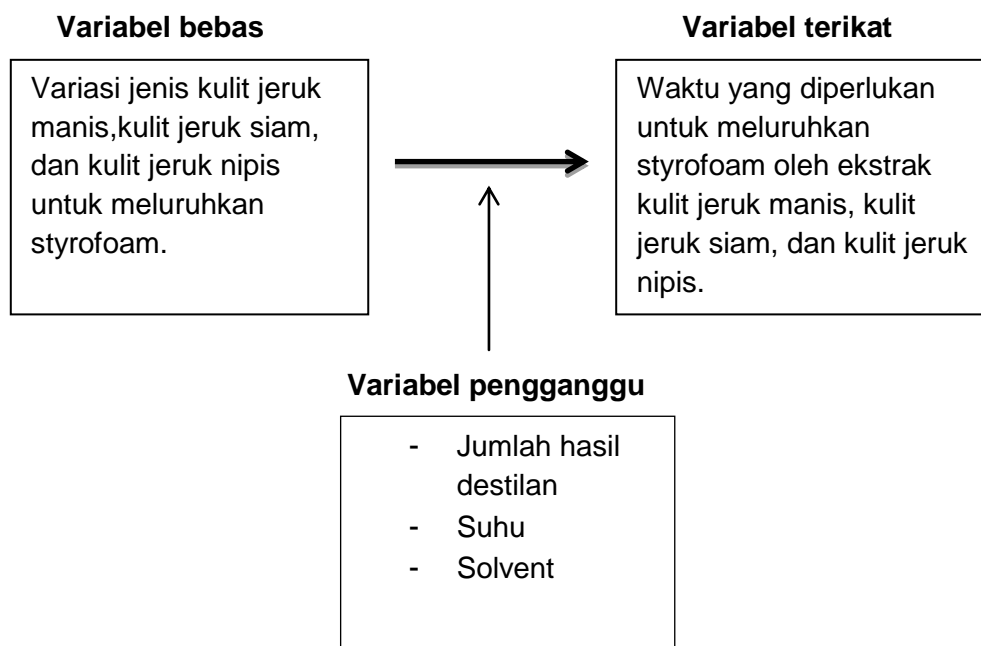 Variabel bebas
Variabel terikat
Variasi jenis kulit jeruk
manis,kulit jeruk siam,
dan kulit jeruk nipis
untuk meluruhkan
styrofoam.
Waktu yang diperlukan
untuk meluruhkan
styrofoam oleh ekstrak
kulit jeruk manis, kulit
jeruk siam, dan kulit jeruk
nipis.
Variabel pengganggu
- Jumlah hasil
destilan
- Suhu
- Solvent